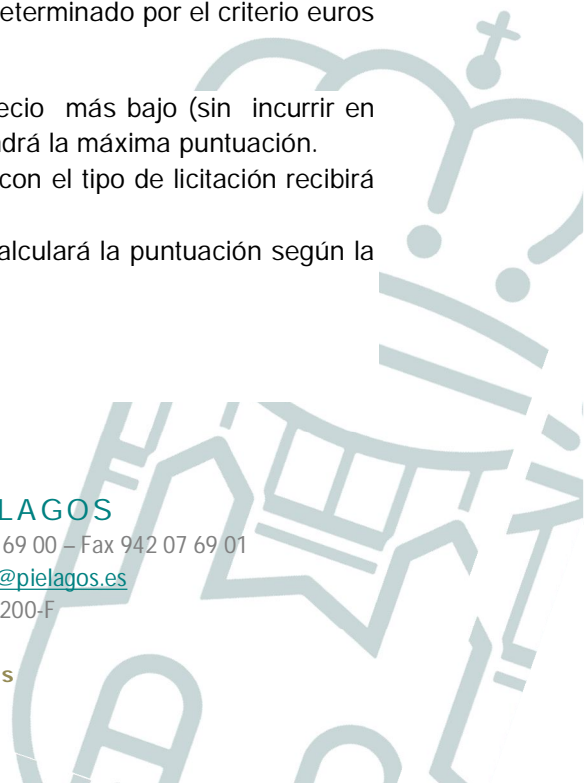 eterminado por el criterio euros
ecio más bajo (sin incurrir en
ndrá la máxima puntuación.
con el tipo de licitación recibirá
alculará la puntuación según la
LAGOS
69 00 – Fax 942 07 69 01
@pielagos.es
200-F
s